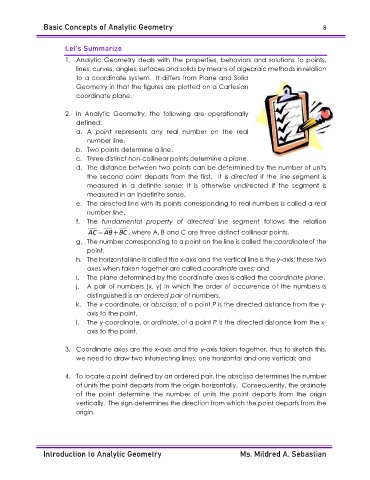 Basic Concepts of Analytic Geometry 8
Let's Summarize
1. Analytic Geometry deals with the properties, behaviors and solutions to points,
lines, curves, angles, surfaces and solids by means of algebraic methods in relation
to a coordinate system. It differs from Plane and Solid
Geometry in that the figures are plotted on a Cartesian
coordinate plane.
2. In Analytic Geometry, the following are operationally
defined:
a. A point represents any real number on the real
number line.
b. Two points determine a line.
c. Three distinct non-collinear points determine a plane.
d. The distance between two points can be determined by the number of units
the second point departs from the first. It is directed if the line segment is
measured in a definite sense; it is otherwise undirected if the segment is
measured in an indefinite sense.
e. The directed line with its points corresponding to real numbers is called a real
number line.
f. The fundamental property of directed line segment follows the relation
AC = AB + BC, where A, B and C are three distinct collinear points.
g. The number corresponding to a point on the line is called the coordinate of the
point.
h. The horizontal line is called the x-axis and the vertical line is the y-axis; these two
axes when taken together are called coordinate axes; and
i. The plane determined by the coordinate axes is called the coordinate plane.
j. A pair of numbers (x, y) in which the order of occurrence of the numbers is
distinguished is an ordered pair of numbers.
k. The x-coordinate, or abscissa, of a point P is the directed distance from the y-
axis to the point.
l. The y-coordinate, or ordinate, of a point P is the directed distance from the x-
axis to the point.
3. Coordinate axes are the x-axis and the y-axis taken together, thus to sketch this,
we need to draw two intersecting lines: one horizontal and one vertical; and
4. To locate a point defined by an ordered pair, the abscissa determines the number
of units the point departs from the origin horizontally. Consequently, the ordinate
of the point determine the number of units the point departs from the origin
vertically. The sign determines the direction from which the point departs from the
origin.
Introduction to Analytic Geometry Ms. Mildred A. Sebastian